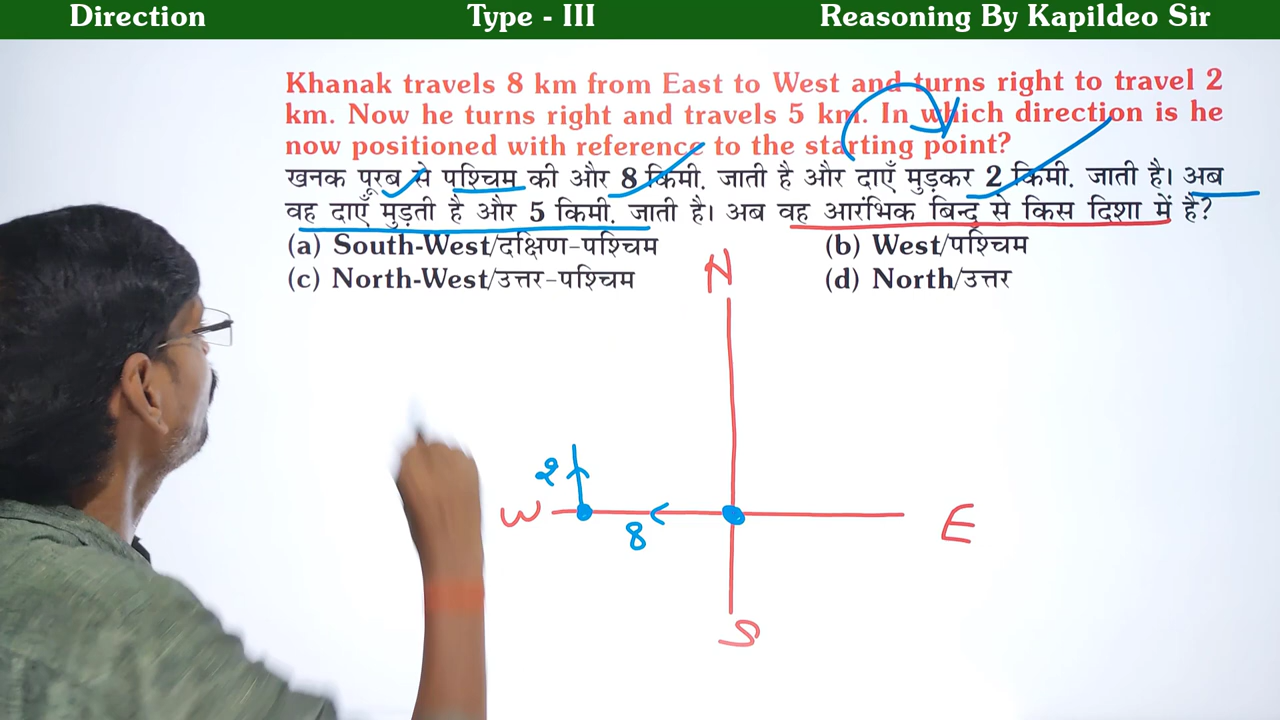 Direction Type - III Reasoning By Kapildeo Sir
Khanak travels 8 km from East to West and turns right to travel 2
km. Now he turns right and travels 5 km. In which direction is he
now positioned with reference to the starting point?
खनक पूरब से पश्चिम की और 8 किमी. जाती है और दाएँ मुड़कर 2 किमी. जाती है। अब
वह दाएँ मुड़ती है और 5 किमी. जाती है। अब वह आरंभिक बिन्दु से किस दिशा में है?
(a) South-West/दक्षिण-पश्चिम (b) West/पश्चिम
(c) North-West/उत्तर-पश्चिम (d) North/उत्तर
N
2
W
8
E
S